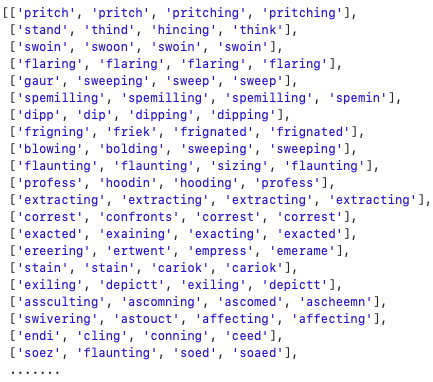 [['pritch', 'pritch', 'pritching', 'pritching'],
['stand', 'thind', 'hincing', 'think'],
['swoin', 'swoon', 'swoin', 'swoin'],
['flaring', 'flaring', 'flaring', 'flaring'],
['gaur', 'sweeping', 'sweep', 'sweep'],
['spemilling', 'spemilling', 'spemilling', 'spemin'],
['dipp', 'dip', 'dipping', 'dipping'],
['frigning', 'friek', 'frignated', 'frignated'],
['blowing', 'bolding', 'sweeping', 'sweeping'],
['flaunting', 'flaunting', 'sizing', 'flaunting'],
['profess', 'hoodin', 'hooding', 'profess'],
['extracting', 'extracting', 'extracting', 'extracting'],
['correst', 'confronts', 'correst', 'correst'],
['exacted', 'exaining', 'exacting', 'exacted'],
['ereering', 'ertwent', 'empress', 'emerame'],
['stain', 'stain', 'cariok', 'cariok'],
['exiling', 'depictt', 'exiling', 'depictt'],
['assculting', 'ascomning', 'ascomed', 'ascheemn'],
['swivering', 'astouct', 'affecting', 'affecting'],
['endi', 'cling', 'conning', 'ceed'],
['soez', 'flaunting', 'soed', 'soaed'],
.......